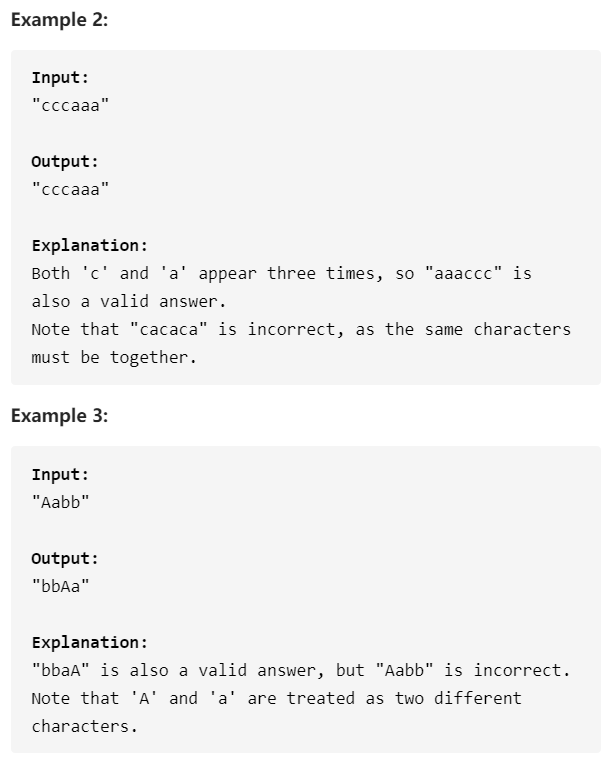 Example 2:
Input:
"cccaaa"
Output:
"cccaaa"
Explanation:
Both 'c' and 'a' appear three times, so "aaaccc" is
also a valid answer.
Note that "cacaca" is incorrect, as the same characters
must be together.
Example 3:
Input:
"Aabb"
Output:
"bbAa"
Explanation:
"bbaA" is also a valid answer, but "Aabb" is incorrect.
Note that 'A' and 'a' are treated as two different
characters.